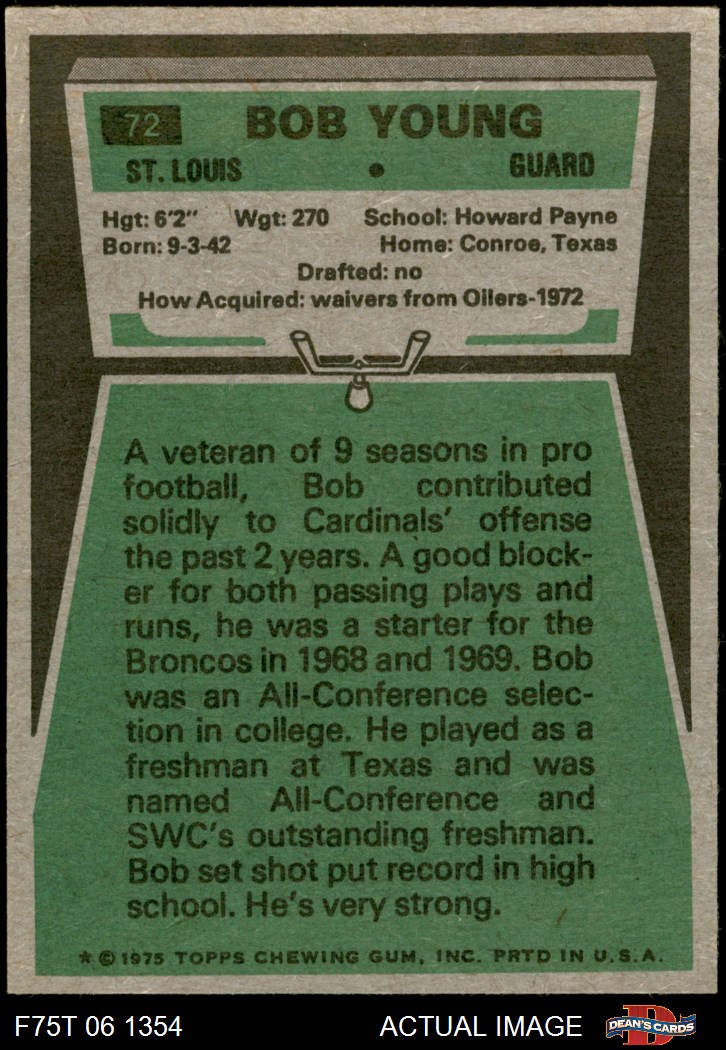 72 BOB YOUNG
ST. LOUIS • GUARD
Hgt: 6'2" Wgt: 270 School: Howard Payne
Born: 9-3-42 Home: Conroe, Texas
Drafted: no
How Acquired: waivers from Oilers-1972
A veteran of 9 seasons in pro
football, Bob contributed
solidly to Cardinals' offense
the past 2 years. A good block-
er for both passing plays and
runs, he was a starter for the
Broncos in 1968 and 1969. Bob
was an All-Conference selec-
tion in college. He played as a
freshman at Texas and was
named All-Conference and
SWC's outstanding freshman.
Bob set shot put record in high
school. He's very strong.
* © 1975 TOPPS CHEWING GUM, INC. PRTD IN U.S.A.
F75T 06 1354 ACTUAL IMAGE D DEAN'S CARDS